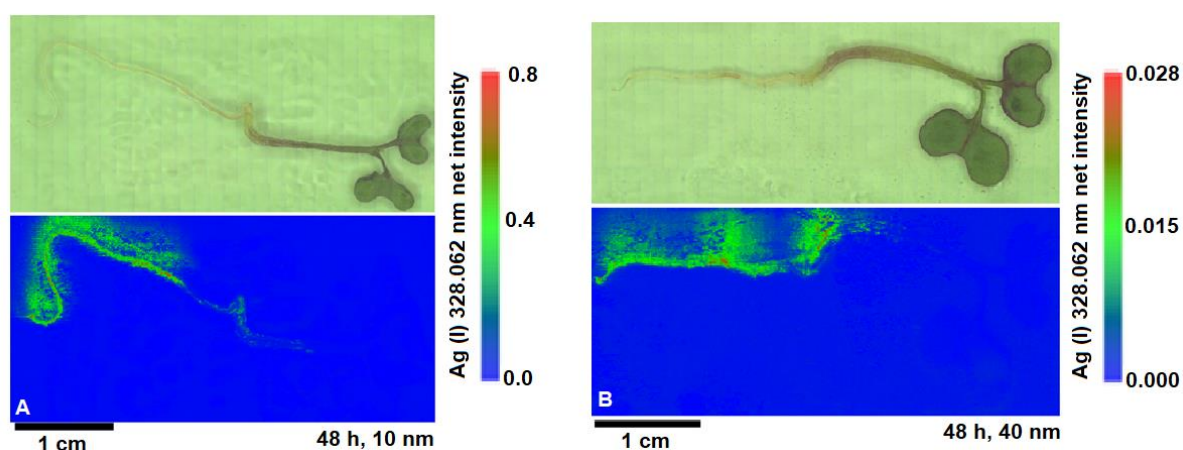 Ag (I) 328.062 nm net intensity
0.8
0.4
0.0
A
1 cm
48 h, 10 nm
Ag (I) 328.062 nm net intensity
0.028
0.015
0.000
B
1 cm
48 h, 40 nm